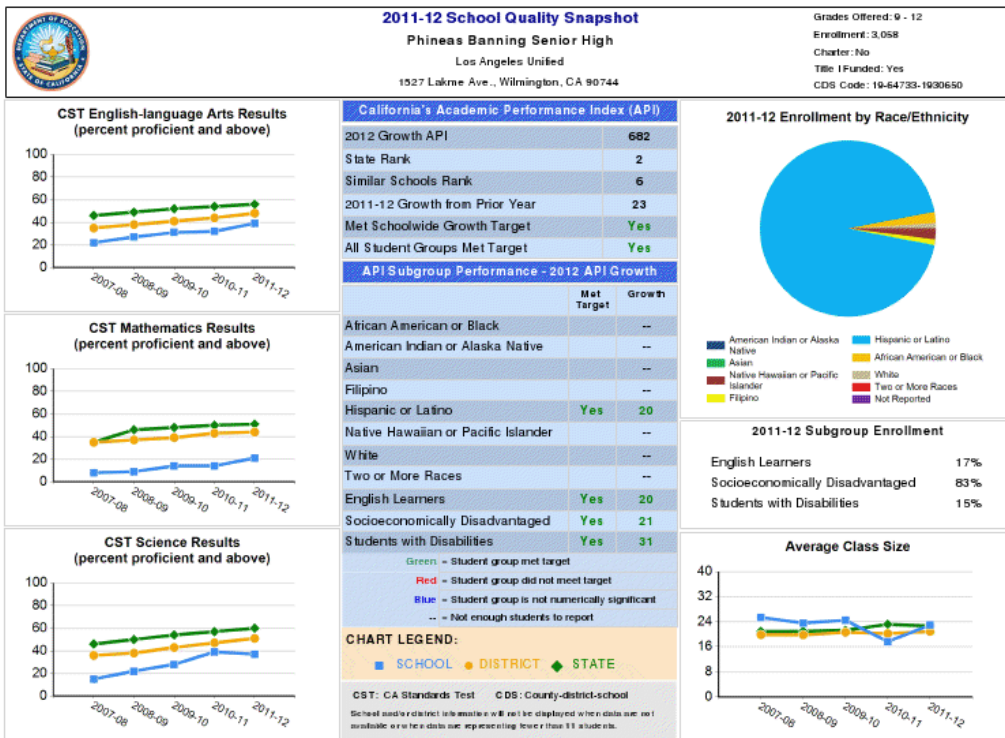 2011-12 School Quality Snapshot
Phineas Banning Senior High
Los Angeles Unified
1527 Lakme Ave., Wilmington, CA 90744
Grades Offered: 9 - 12
Enrollment: 3,058
Charter: No
Title I Funded: Yes
CDS Code: 19-64733-1930650
DEPARTMENT OF EDUCATION
STATE OF CALIFORNIA
CST English-language Arts Results
(percent proficient and above)
100
80
60
40
20
0
2007-08 2008-09 2009-10 2010-11 2011-12
CST Mathematics Results
(percent proficient and above)
100
80
60
40
20
0
2007-08 2008-09 2009-10 2010-11 2011-12
CST Science Results
(percent proficient and above)
100
80
60
40
20
0
2007-08 2008-09 2009-10 2010-11 2011-12
California's Academic Performance Index (API)
2012 Growth API 682
State Rank 2
Similar Schools Rank 6
2011-12 Growth from Prior Year 23
Met Schoolwide Growth Target Yes
All Student Groups Met Target Yes
API Subgroup Performance - 2012 API Growth
Met Target Growth
African American or Black --
American Indian or Alaska Native --
Asian --
Filipino --
Hispanic or Latino Yes 20
Native Hawaiian or Pacific Islander --
White --
Two or More Races --
English Learners Yes 20
Socioeconomically Disadvantaged Yes 21
Students with Disabilities Yes 31
Green = Student group met target
Red = Student group did not meet target
Blue = Student group is not numerically significant
-- = Not enough students to report
CHART LEGEND:
SCHOOL DISTRICT STATE
CST: CA Standards Test CDS: County-district-school
School and/or district information will not be displayed when data are not
available or when data are representing fewer than 11 students.
2011-12 Enrollment by Race/Ethnicity
American Indian or Alaska Native
Asian
Native Hawaiian or Pacific Islander
Filipino
Hispanic or Latino
African American or Black
White
Two or More Races
Not Reported
2011-12 Subgroup Enrollment
English Learners 17%
Socioeconomically Disadvantaged 83%
Students with Disabilities 15%
Average Class Size
40
32
24
16
8
0
2007-08 2008-09 2009-10 2010-11 2011-12